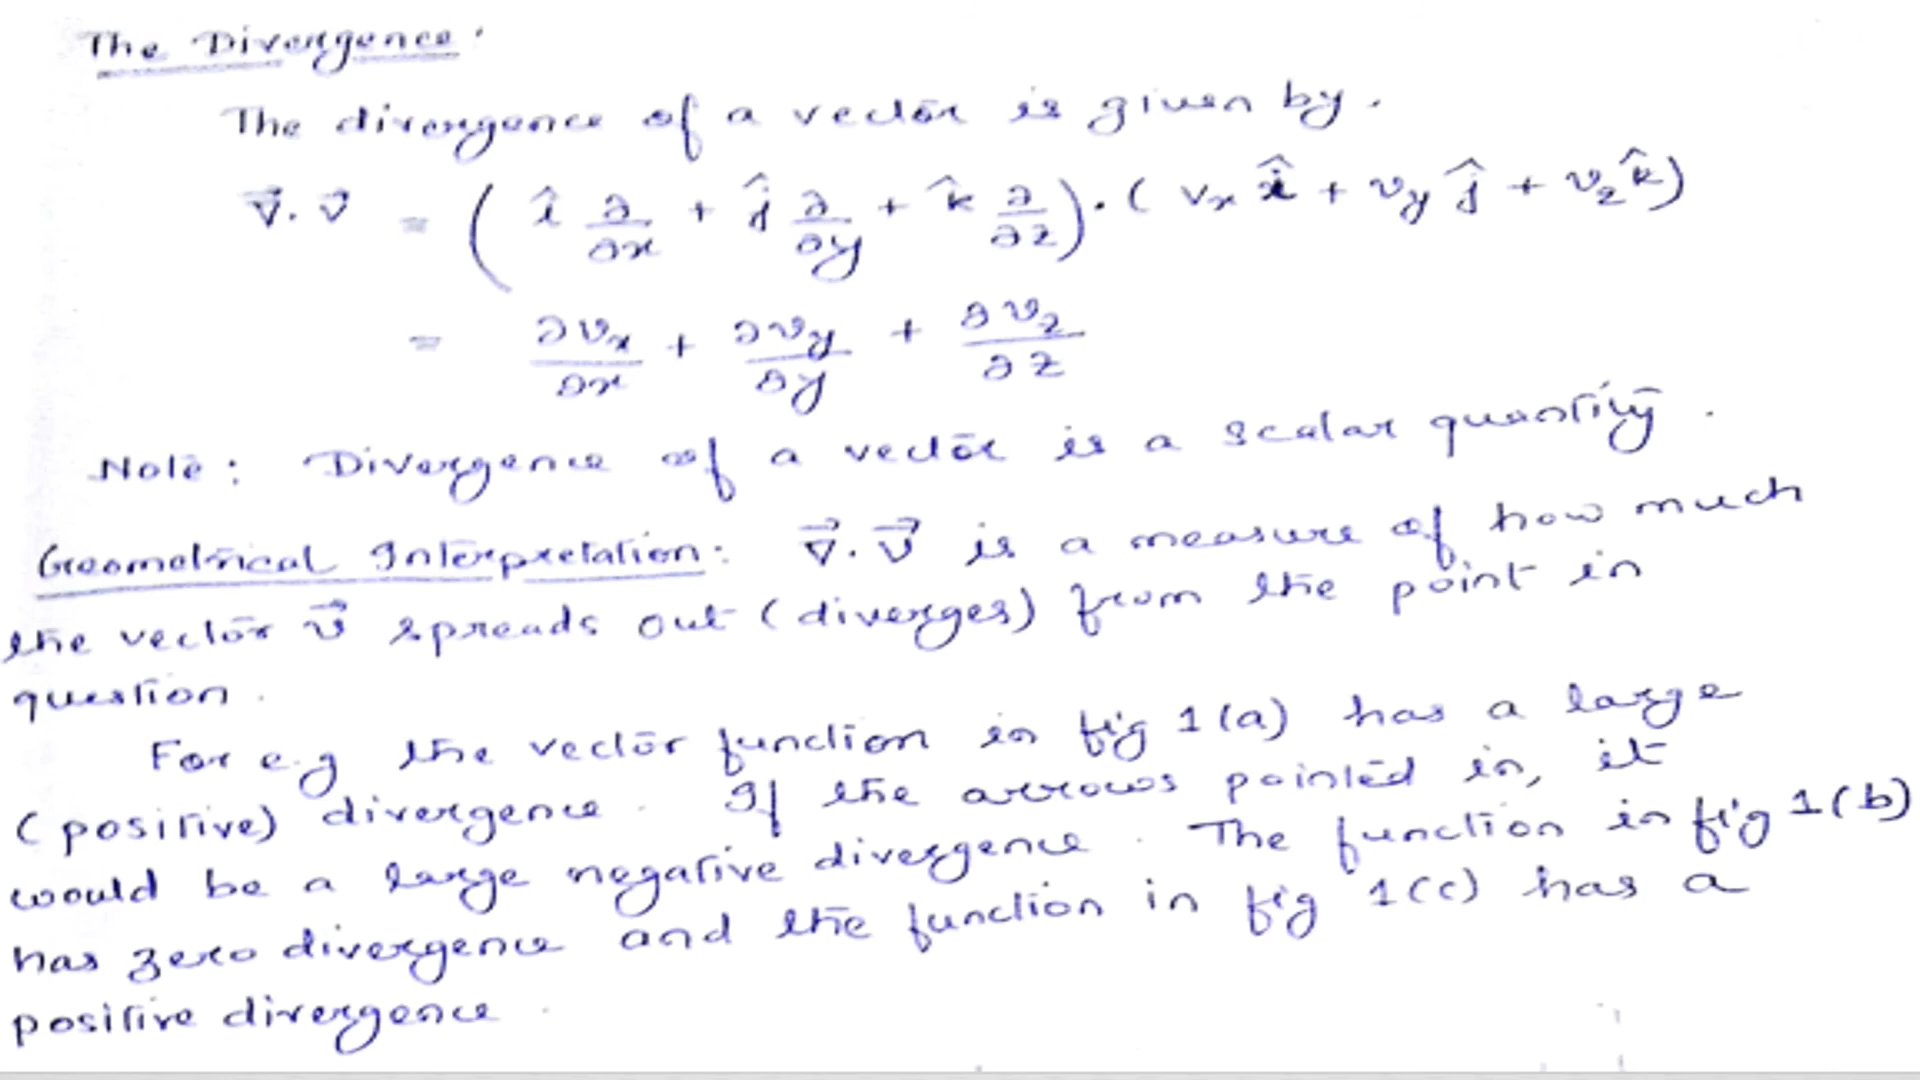 The Divergence.
The divergence of a vector is given by.
∇⃗ . v⃗ = ( î ∂/∂x + ĵ ∂/∂y + k̂ ∂/∂z ) . ( vx î + vy ĵ + vz k̂ )
= ∂vx/∂x + ∂vy/∂y + ∂vz/∂z
Note : Divergence of a vector is a scalar quantity .
Geometrical Interpretation : ∇⃗ . v⃗ is a measure of how much
the vector v⃗ spreads out ( diverges) from the point in
question .
For e.g the vector function in fig 1(a) has a large
( positive) divergence . If the arrows pointed in, it
would be a large negative divergence . The function in fig 1(b)
has zero divergence and the function in fig 1(c) has a
positive divergence .